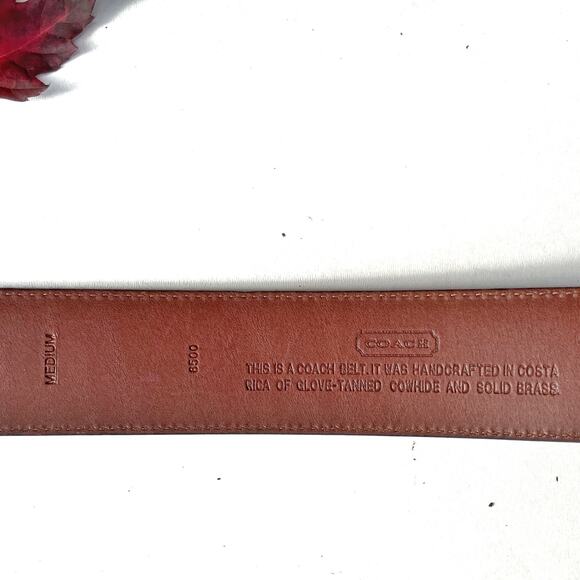 MEDIUM
6500
COACH
THIS IS A COACH BELT. IT WAS HANDCRAFTED IN COSTA
RICA OF GLOVE-TANNED COWHIDE AND SOLID BRASS.